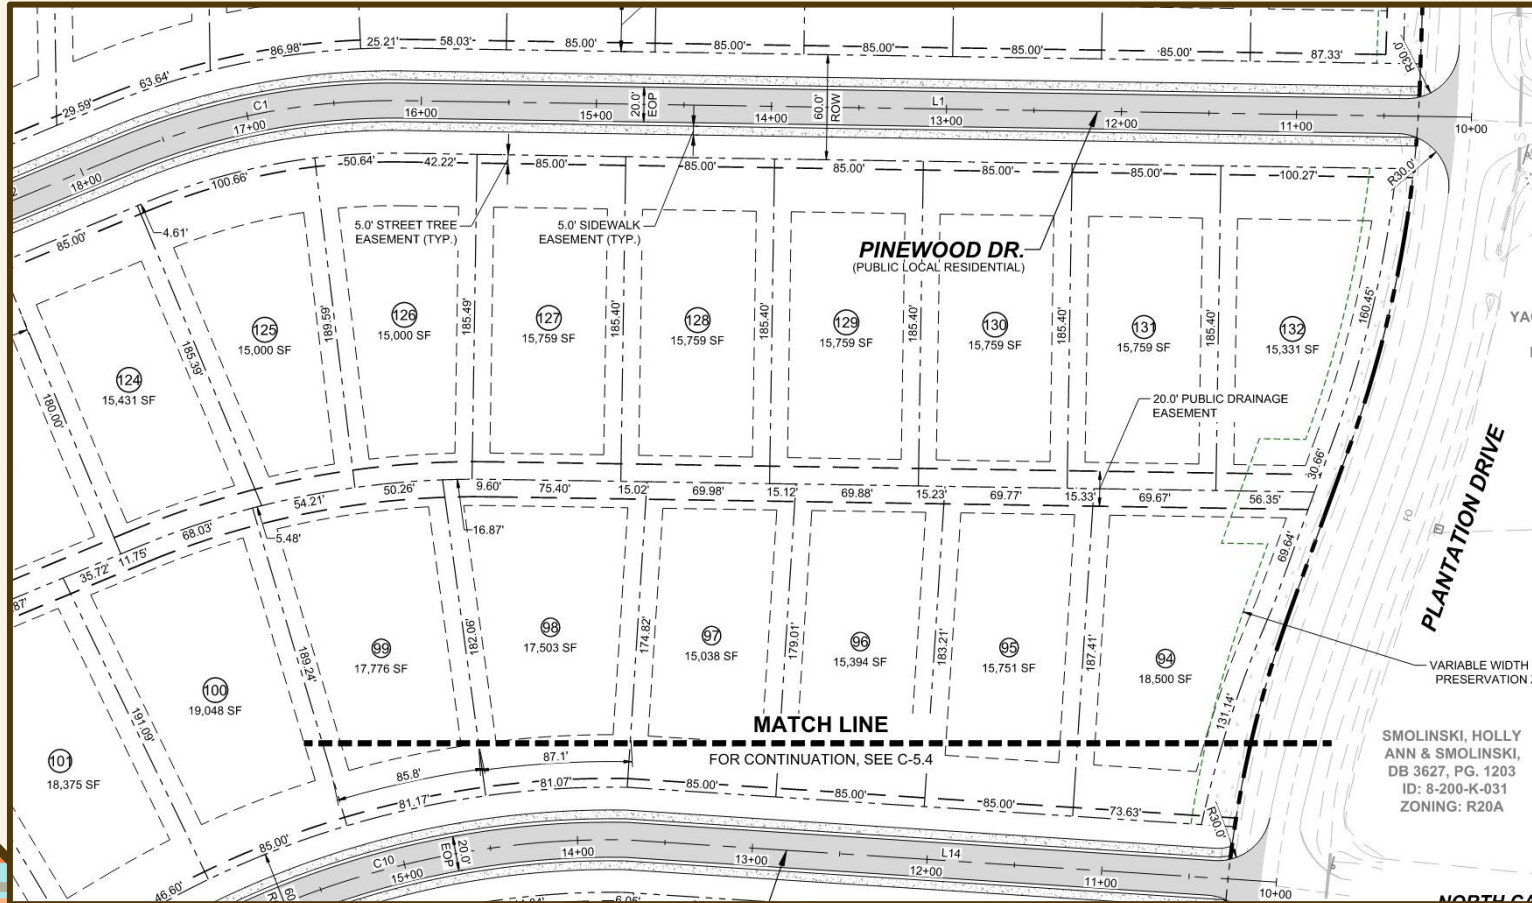 86.98'
25.21'
58.03'
85.00'
85.00'
85.00'
85.00'
85.00'
87.33'
R30.0'
63.64'
29.59'
C1
17+00
16+00
15+00
20.0'
EOP
14+00
60.0'
ROW
L1
13+00
12+00
11+00
10+00
18+00
100.66'
50.64'
42.22'
85.00'
85.00'
85.00'
85.00'
85.00'
100.27'
R30.0'
85.00'
4.61'
5.0' STREET TREE
EASEMENT (TYP.)
5.0' SIDEWALK
EASEMENT (TYP.)
PINEWOOD DR.
(PUBLIC LOCAL RESIDENTIAL)
124
15,431 SF
125
15,000 SF
126
15,000 SF
127
15,759 SF
128
15,759 SF
129
15,759 SF
130
15,759 SF
131
15,759 SF
132
15,331 SF
180.00'
185.39'
189.59'
185.49'
185.40'
185.40'
185.40'
185.40'
185.40'
160.45'
20.0' PUBLIC DRAINAGE
EASEMENT
30.66'
PLANTATION DRIVE
FO
87'
35.72'
11.75'
68.03'
54.21'
5.48'
50.26'
9.60'
16.87'
75.40'
15.02'
69.98'
15.12'
69.88'
15.23'
69.77'
15.33'
69.67'
56.35'
69.64'
101
18,375 SF
100
19,048 SF
99
17,776 SF
98
17,503 SF
97
15,038 SF
96
15,394 SF
95
15,751 SF
94
18,500 SF
191.09'
189.24'
182.06'
174.82'
179.01'
183.21'
187.41'
131.14'
VARIABLE WIDTH
PRESERVATION
MATCH LINE
FOR CONTINUATION, SEE C-5.4
SMOLINSKI, HOLLY
ANN & SMOLINSKI,
DB 3627, PG. 1203
ID: 8-200-K-031
ZONING: R20A
85.8'
87.1'
81.17'
81.07'
85.00'
85.00'
85.00'
73.63'
R30.0'
85.00'
46.60'
C10
15+00
20.0'
EOP
14+00
13+00
L14
12+00
11+00
10+00